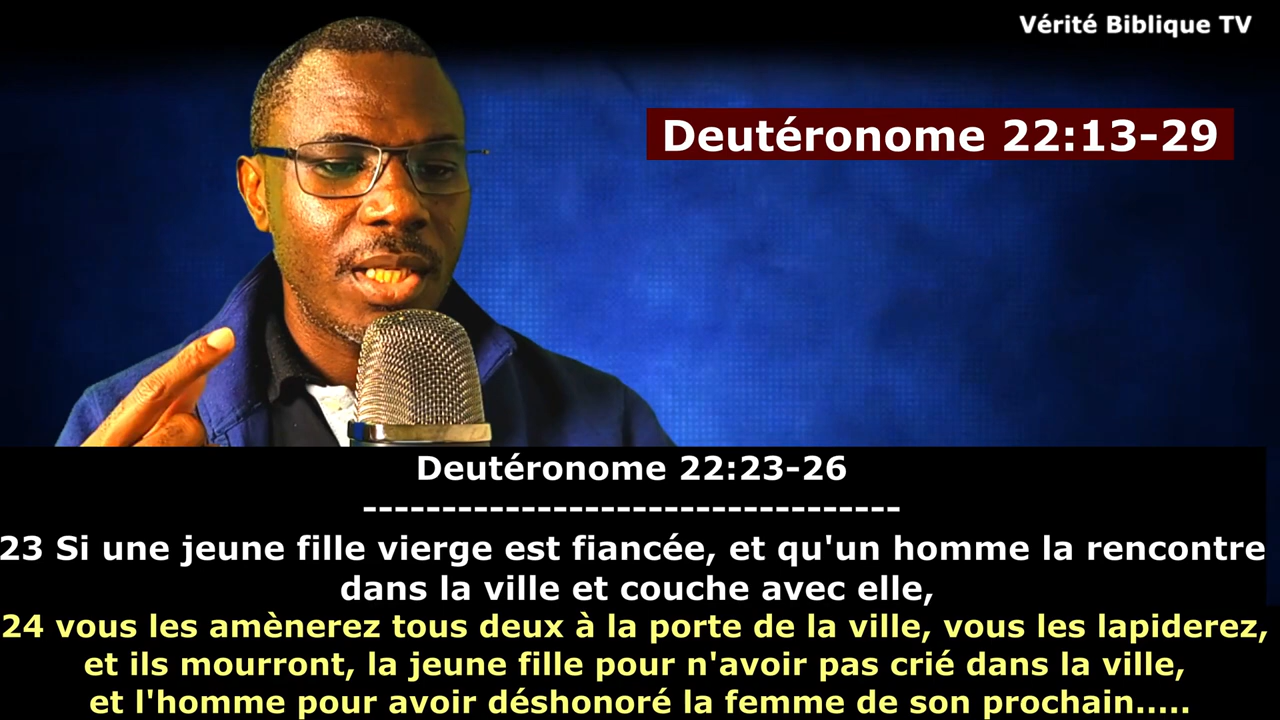 Vérité Biblique TV
Deutéronome 22:13-29
Deutéronome 22:23-26
----------------------------------
23 Si une jeune fille vierge est fiancée, et qu'un homme la rencontre
dans la ville et couche avec elle,
24 vous les amènerez tous deux à la porte de la ville, vous les lapiderez,
et ils mourront, la jeune fille pour n'avoir pas crié dans la ville,
et l'homme pour avoir déshonoré la femme de son prochain.....